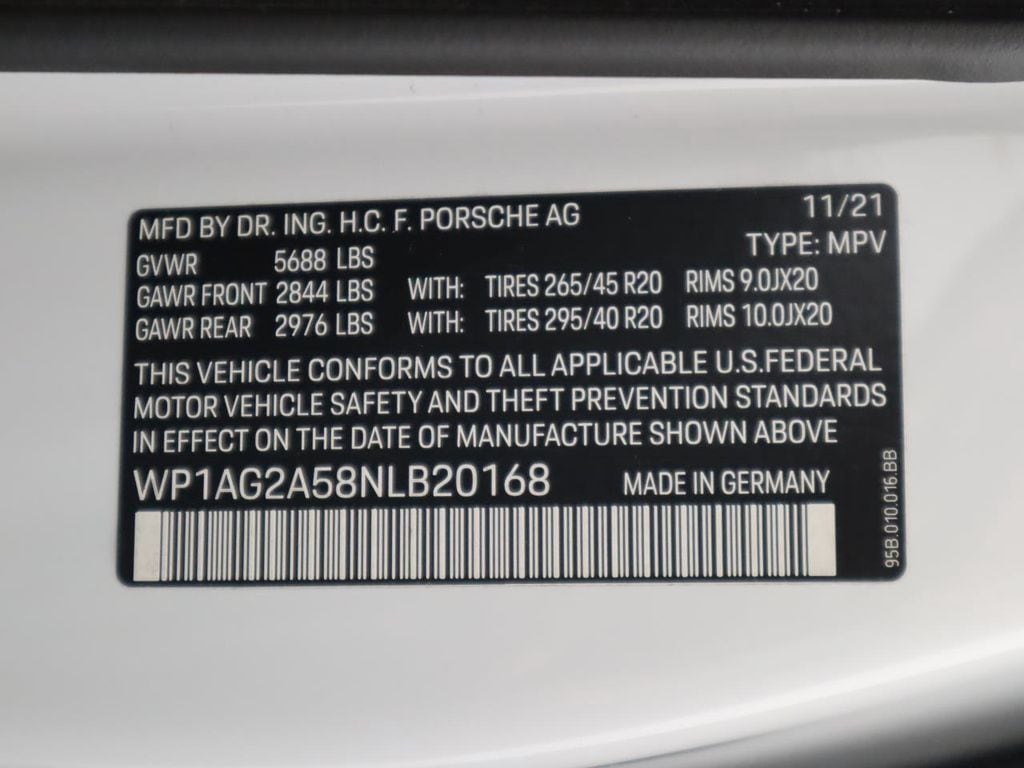 MFD BY DR. ING. H.C. F. PORSCHE AG 11/21
TYPE: MPV
GVWR 5688 LBS
GAWR FRONT 2844 LBS WITH: TIRES 265/45 R20 RIMS 9.0JX20
GAWR REAR 2976 LBS WITH: TIRES 295/40 R20 RIMS 10.0JX20
THIS VEHICLE CONFORMS TO ALL APPLICABLE U.S.FEDERAL
MOTOR VEHICLE SAFETY AND THEFT PREVENTION STANDARDS
IN EFFECT ON THE DATE OF MANUFACTURE SHOWN ABOVE
WP1AG2A58NLB20168 MADE IN GERMANY
95B.010.016.BB